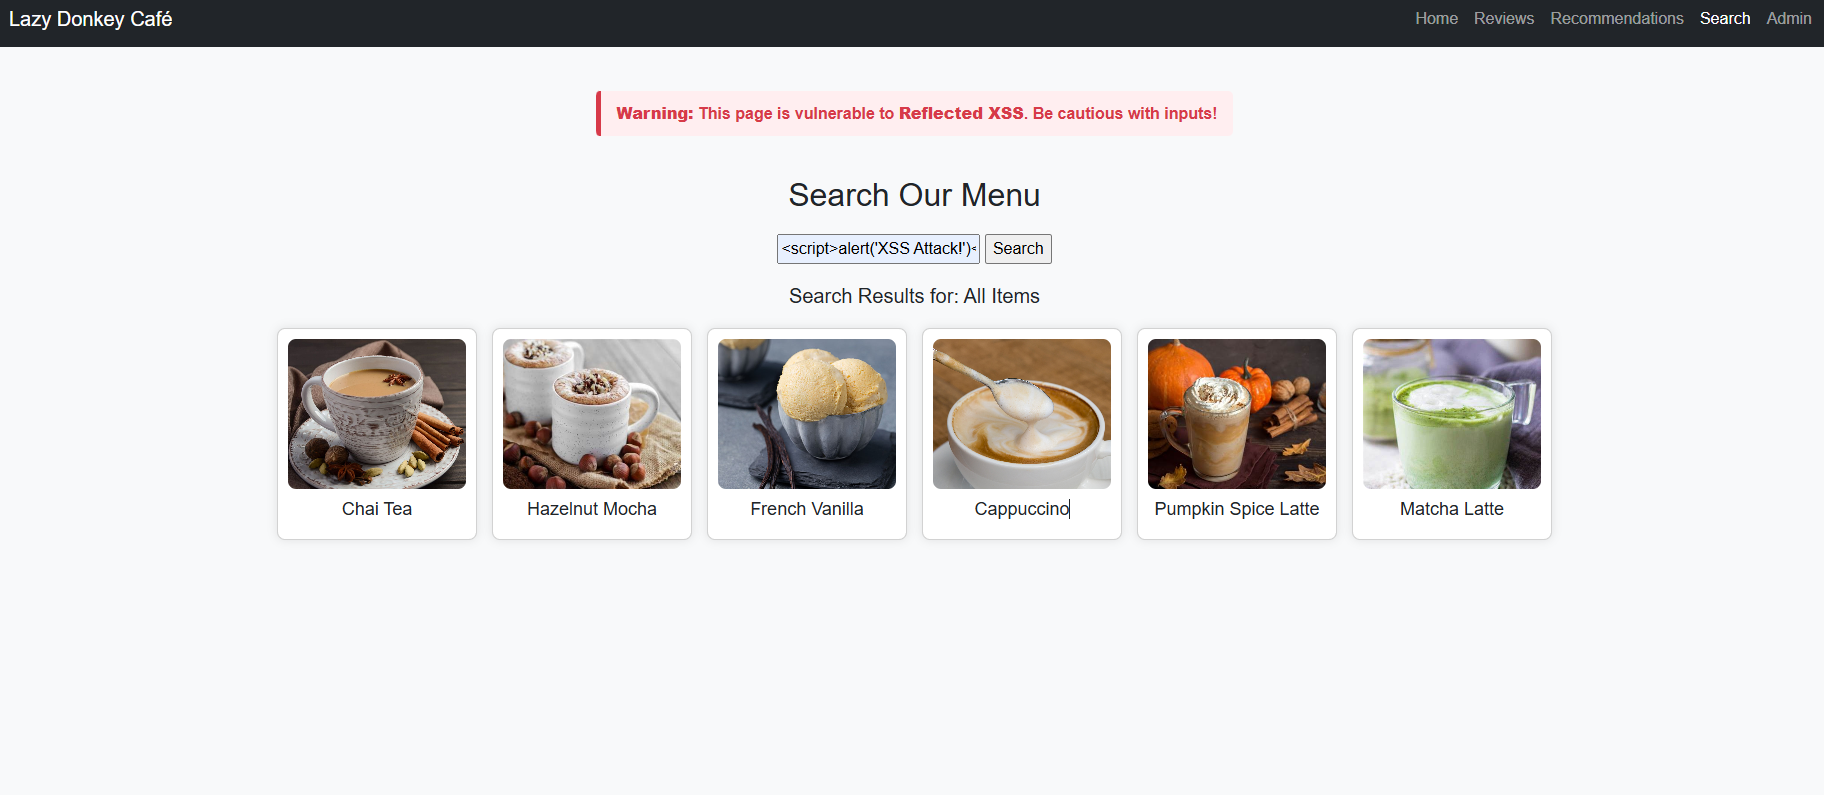 Lazy Donkey Café
Home Reviews Recommendations Search Admin
Warning: This page is vulnerable to Reflected XSS. Be cautious with inputs!
Search Our Menu
<script>alert('XSS Attack!')< Search
Search Results for: All Items
Chai Tea
Hazelnut Mocha
French Vanilla
Cappuccino
Pumpkin Spice Latte
Matcha Latte